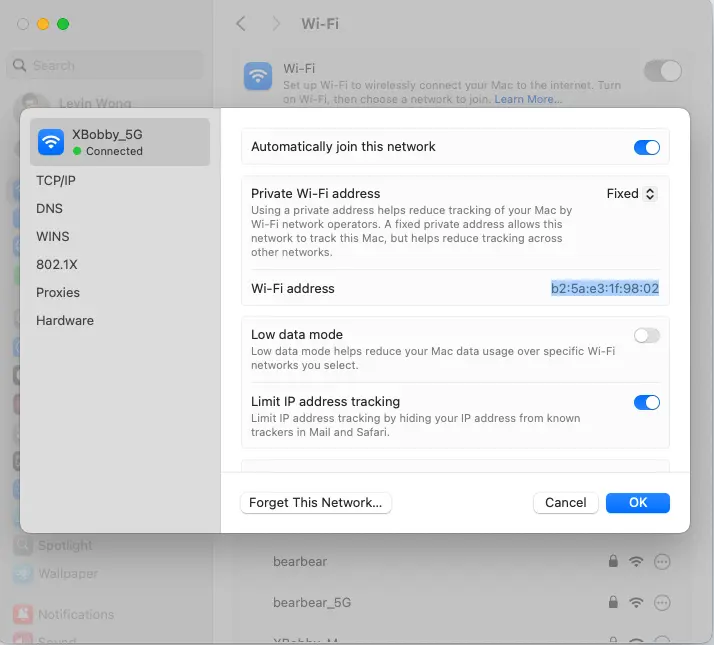 Wi-Fi
Search
Wi-Fi
Set up Wi-Fi to wirelessly connect your Mac to the internet. Turn
on Wi-Fi, then choose a network to join. Learn More...
Levin Wong
XBobby_5G
Connected
TCP/IP
DNS
WINS
802.1X
Proxies
Hardware
Automatically join this network
Private Wi-Fi address
Fixed
Using a private address helps reduce tracking of your Mac by
Wi-Fi network operators. A fixed private address allows this
network to track this Mac, but helps reduce tracking across
other networks.
Wi-Fi address
b2:5a:e3:1f:98:02
Low data mode
Low data mode helps reduce your Mac data usage over specific Wi-Fi
networks you select.
Limit IP address tracking
Limit IP address tracking by hiding your IP address from known
trackers in Mail and Safari.
Forget This Network...
Cancel
OK
Spotlight
Wallpaper
Notifications
Sound
bearbear
bearbear_5G
XBobby_M